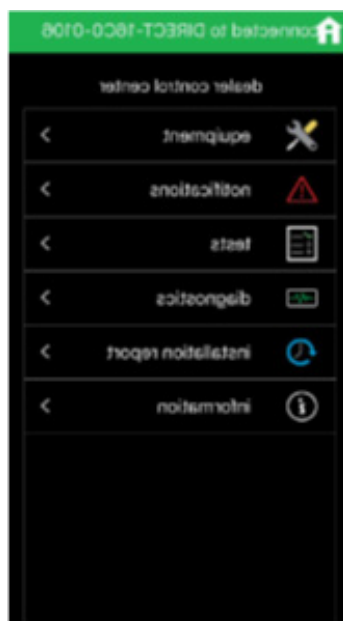 connected to DIRECT-16C0-0106
dealer control center
equipment
notifications
tests
diagnostics
installation report
information